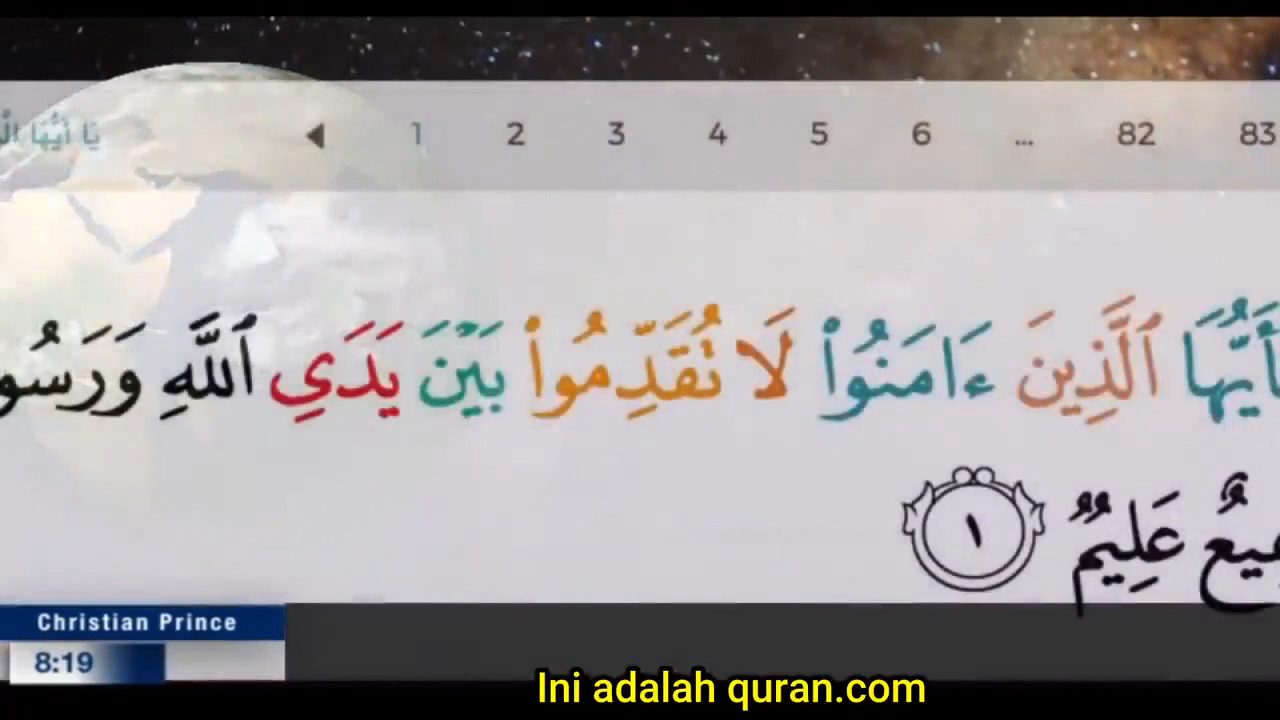 يَا أَيُّهَا
1 2 3 4 5 6 ... 82 83
ٱلَّذِينَ ءَامَنُوا۟ لَا تُقَدِّمُوا۟ بَيْنَ يَدَىِ ٱللَّهِ
عَلِيمٌ ١
Christian Prince
8:19
Ini adalah quran.com